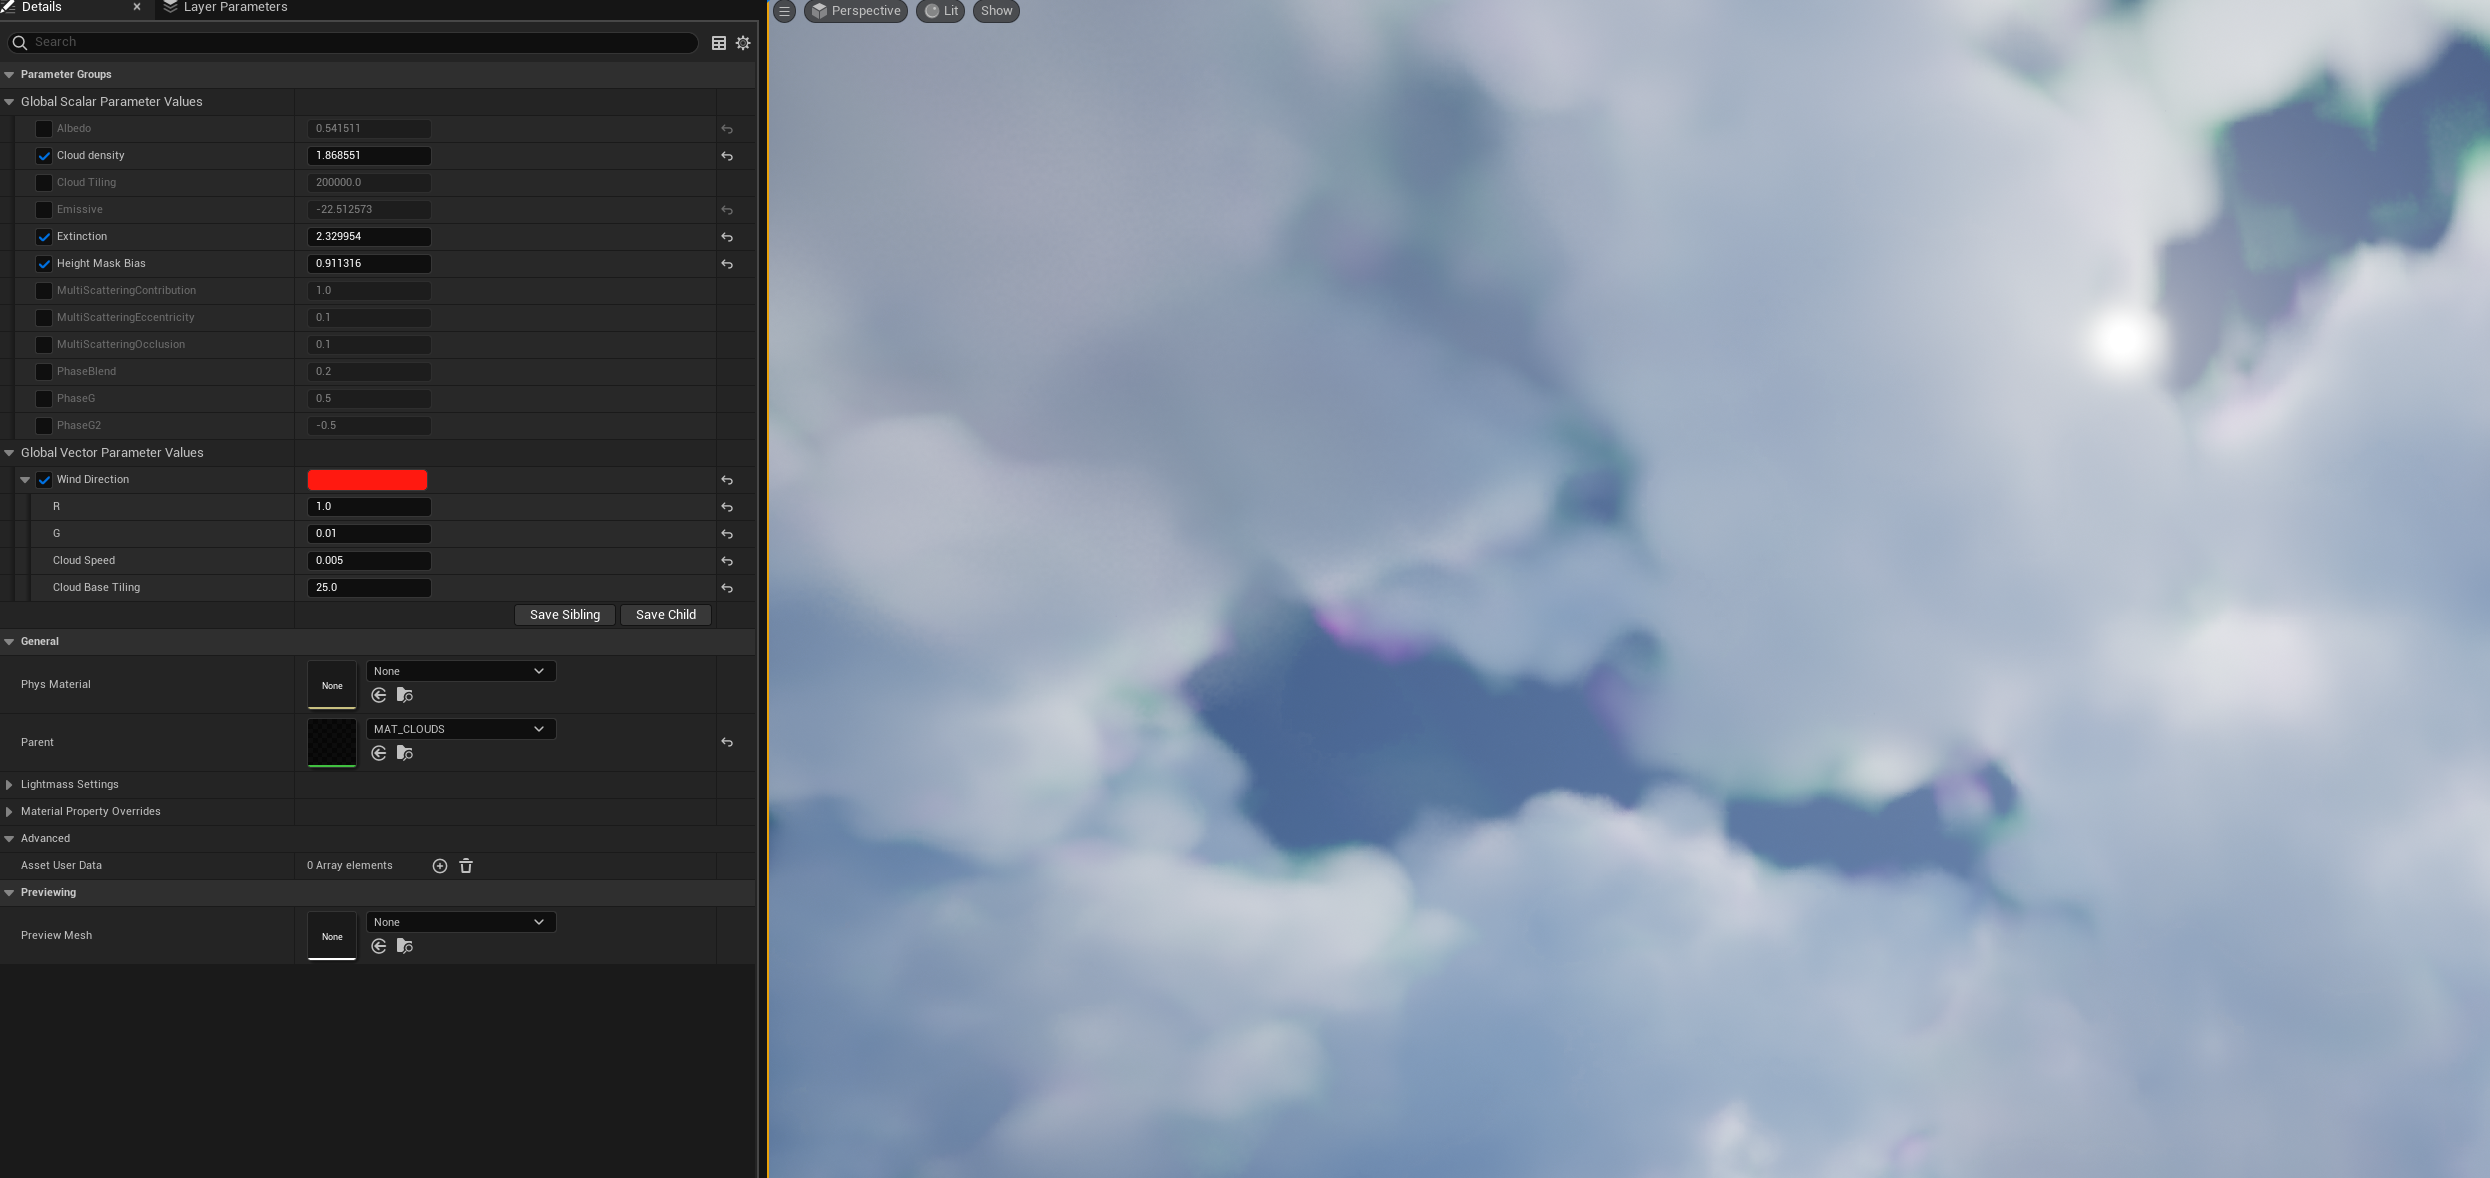 Details
Layer Parameters
Perspective
Lit
Show
Search
Parameter Groups
Global Scalar Parameter Values
Albedo 0.541511
Cloud density 1.868551
Cloud Tiling 200000.0
Emissive -22.512573
Extinction 2.329954
Height Mask Bias 0.911316
MultiScatteringContribution 1.0
MultiScatteringEccentricity 0.1
MultiScatteringOcclusion 0.1
PhaseBlend 0.2
PhaseG 0.5
PhaseG2 -0.5
Global Vector Parameter Values
Wind Direction
R 1.0
G 0.01
Cloud Speed 0.005
Cloud Base Tiling 25.0
Save Sibling Save Child
General
Phys Material None None
Parent MAT_CLOUDS
Lightmass Settings
Material Property Overrides
Advanced
Asset User Data 0 Array elements
Previewing
Preview Mesh None None